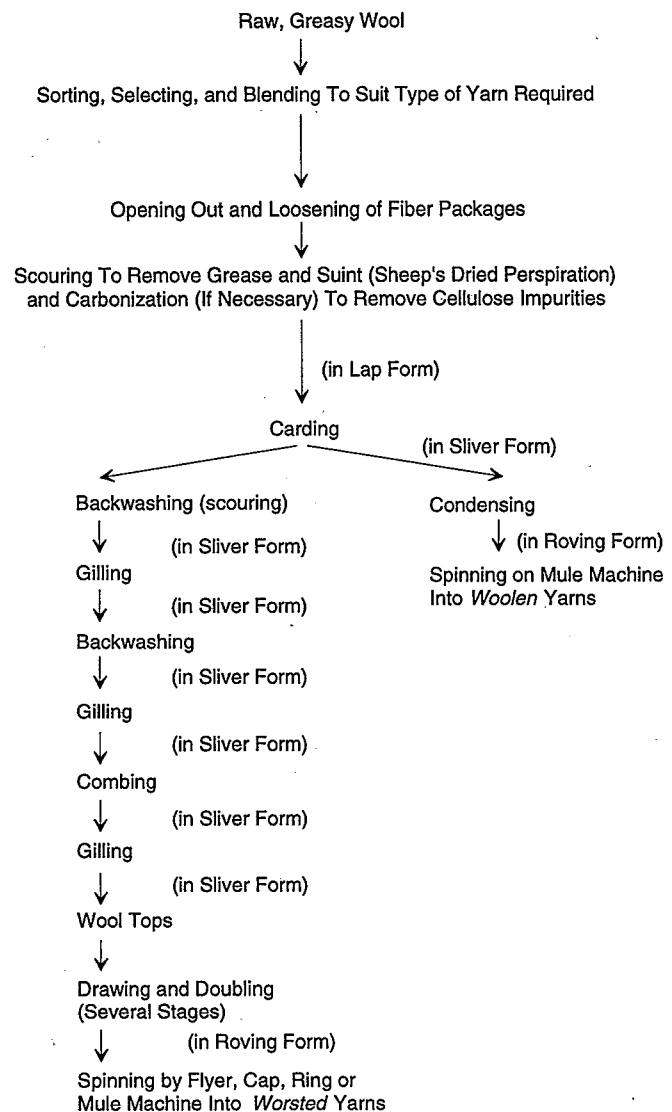 Raw, Greasy Wool
Sorting, Selecting, and Blending To Suit Type of Yarn Required
Opening Out and Loosening of Fiber Packages
Scouring To Remove Grease and Suint (Sheep's Dried Perspiration)
and Carbonization (If Necessary) To Remove Cellulose Impurities
(in Lap Form)
Carding
(in Sliver Form)
Backwashing (scouring)
(in Sliver Form)
Gilling
(in Sliver Form)
Backwashing
(in Sliver Form)
Gilling
(in Sliver Form)
Combing
(in Sliver Form)
Gilling
(in Sliver Form)
Wool Tops
Drawing and Doubling
(Several Stages)
(in Roving Form)
Spinning by Flyer, Cap, Ring or
Mule Machine Into Worsted Yarns
Condensing
(in Roving Form)
Spinning on Mule Machine
Into Woolen Yarns